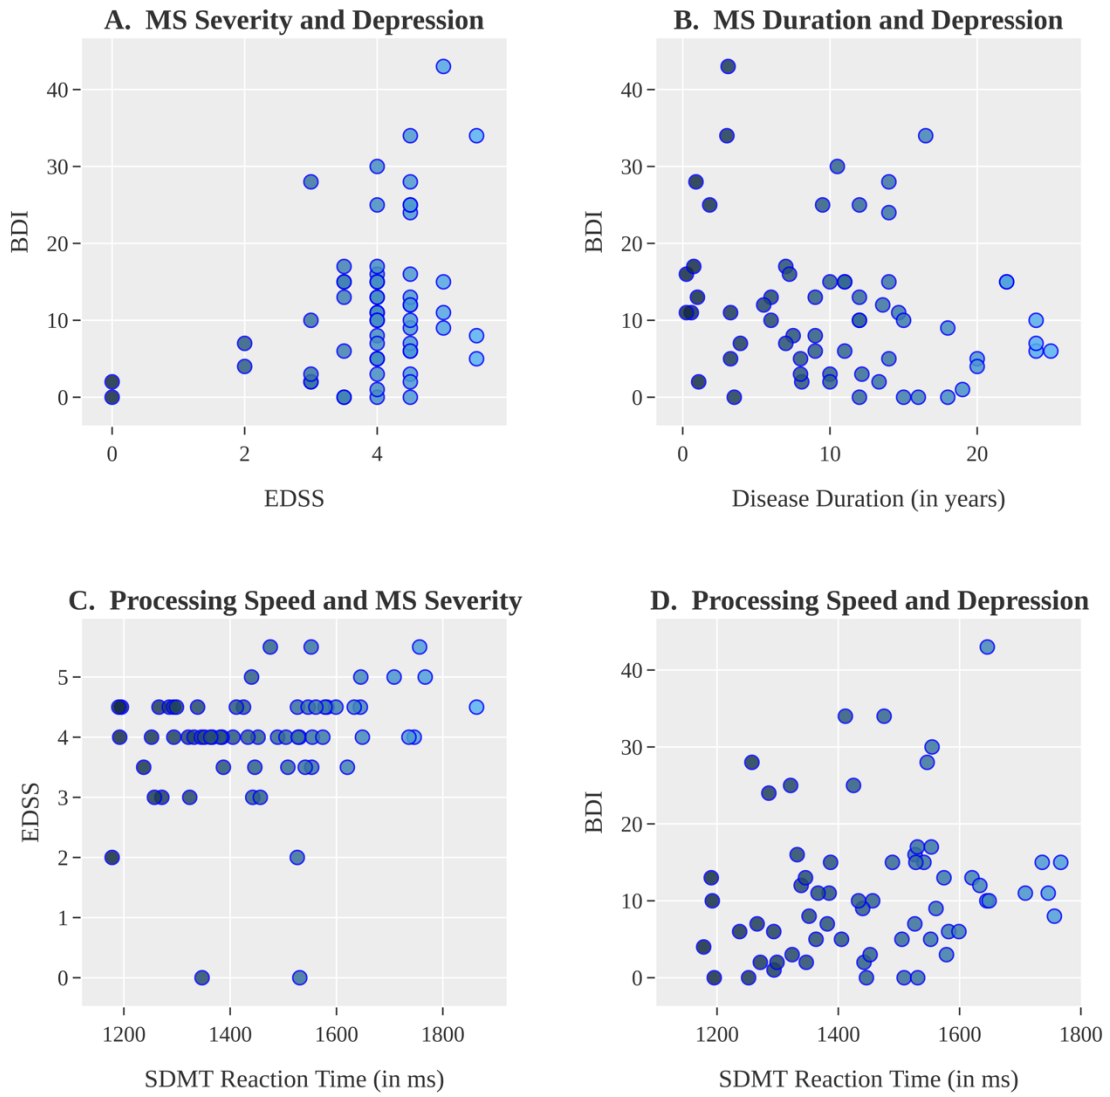 A.  MS Severity and Depression
BDI
40
30
20
10
0
0 2 4
EDSS
B.  MS Duration and Depression
BDI
40
30
20
10
0
0 10 20
Disease Duration (in years)
C.  Processing Speed and MS Severity
EDSS
5
4
3
2
1
0
1200 1400 1600 1800
SDMT Reaction Time (in ms)
D.  Processing Speed and Depression
BDI
40
30
20
10
0
1200 1400 1600 1800
SDMT Reaction Time (in ms)